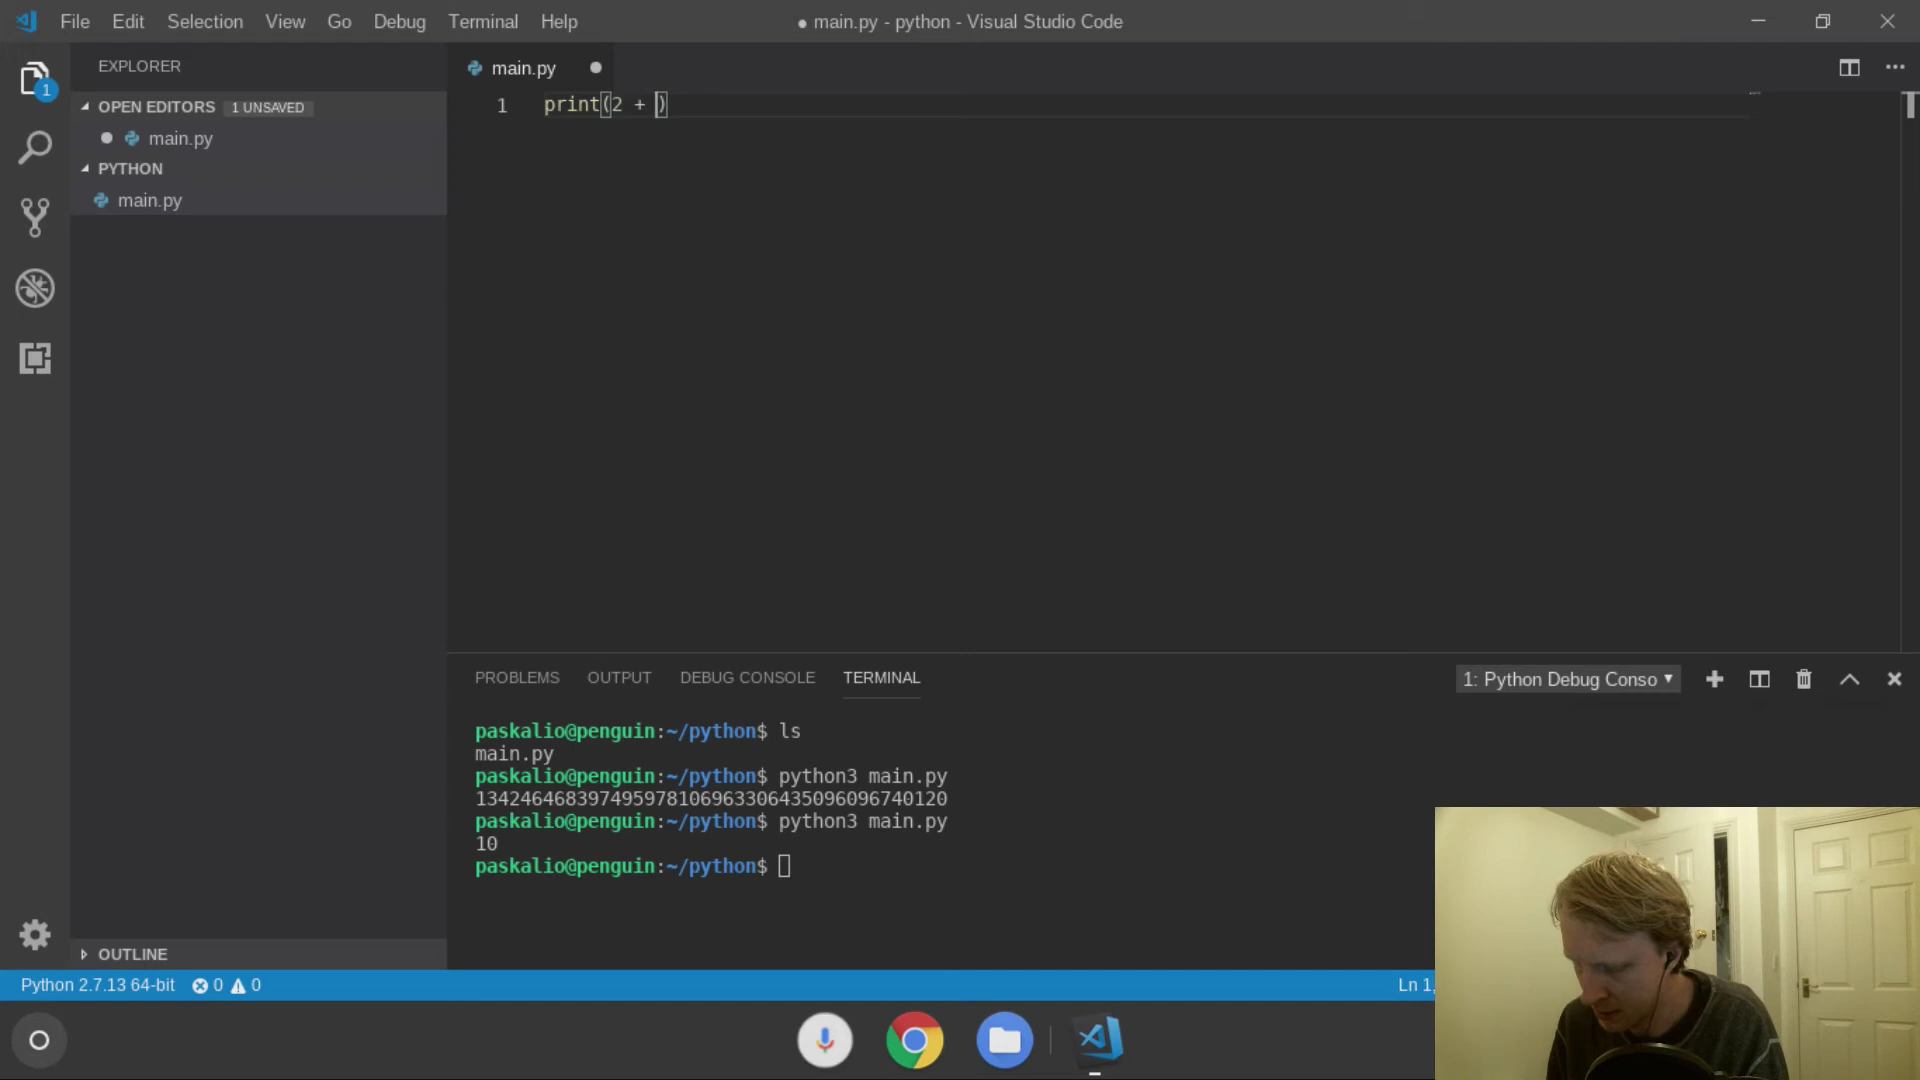 File Edit Selection View Go Debug Terminal Help
● main.py - python - Visual Studio Code
EXPLORER
OPEN EDITORS 1 UNSAVED
main.py
PYTHON
main.py
OUTLINE
1
main.py
1 print(2 + )
PROBLEMS OUTPUT DEBUG CONSOLE TERMINAL
1: Python Debug Conso
paskalio@penguin:~/python$ ls
main.py
paskalio@penguin:~/python$ python3 main.py
134246468397495978106963306435096096740120
paskalio@penguin:~/python$ python3 main.py
10
paskalio@penguin:~/python$
Python 2.7.13 64-bit 0 0 Ln 1,